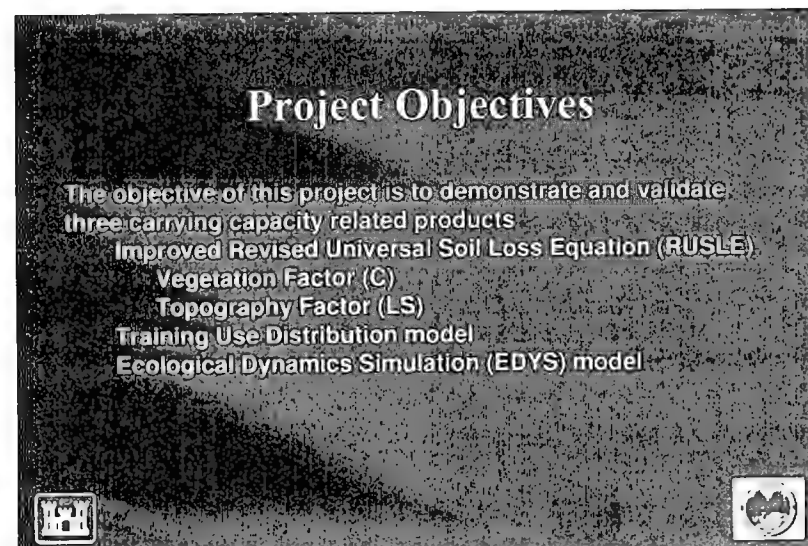 Project Objectives
The objective of this project is to demonstrate and validate
three carrying capacity related products
Improved Revised Universal Soil Loss Equation (RUSLE)
Vegetation Factor (C)
Topography Factor (LS)
Training Use Distribution model
Ecological Dynamics Simulation (EDYS) model